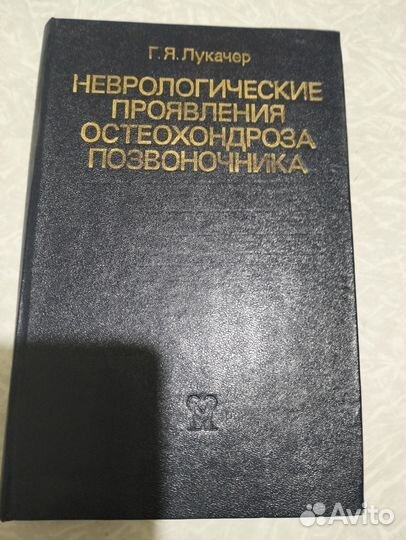 Г. Я. Лукачер
НЕВРОЛОГИЧЕСКИЕ
ПРОЯВЛЕНИЯ
ОСТЕОХОНДРОЗА
ПОЗВОНОЧНИКА
М
Avito